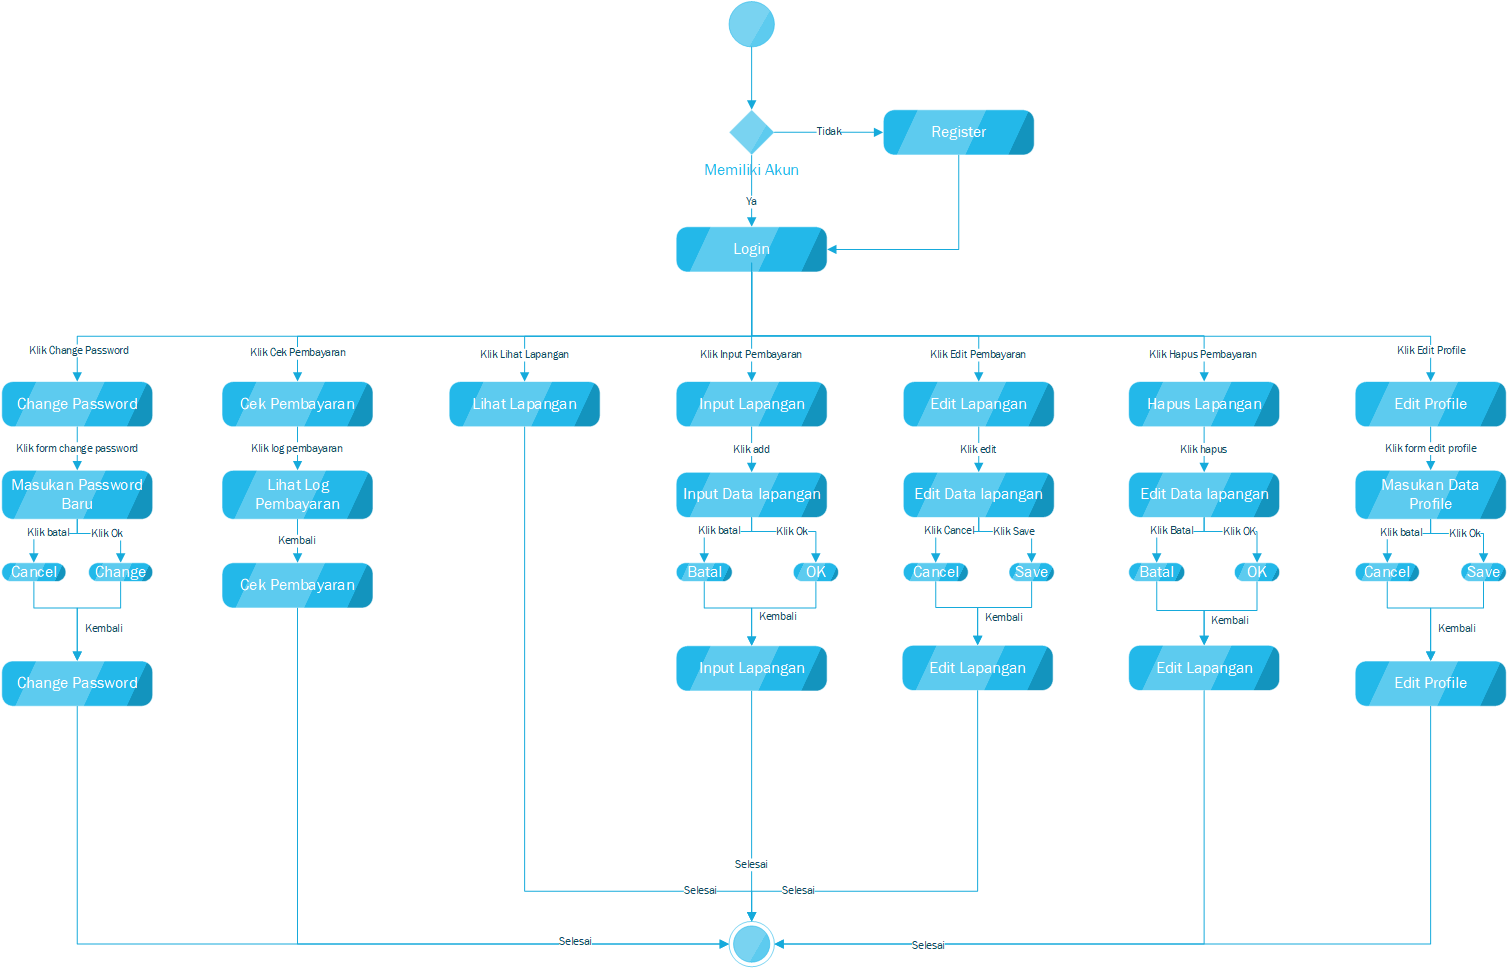 Tidak
Register
Memiliki Akun
Ya
Login
Klik Change Password
Klik Cek Pembayaran
Klik Lihat Lapangan
Klik Input Pembayaran
Klik Edit Pembayaran
Klik Hapus Pembayaran
Klik Edit Profile
Change Password
Cek Pembayaran
Lihat Lapangan
Input Lapangan
Edit Lapangan
Hapus Lapangan
Edit Profile
Klik form change password
Klik log pembayaran
Klik add
Klik edit
Klik hapus
Klik form edit profile
Masukan Password
Baru
Lihat Log
Pembayaran
Input Data lapangan
Edit Data lapangan
Edit Data lapangan
Masukan Data
Profile
Klik batal
Klik Ok
Kembali
Klik batal
Klik Ok
Klik Cancel
Klik Save
Klik Batal
Klik OK
Klik batal
Klik Ok
Cancel
Change
Cek Pembayaran
Batal
OK
Cancel
Save
Batal
OK
Cancel
Save
Kembali
Kembali
Kembali
Kembali
Kembali
Change Password
Input Lapangan
Edit Lapangan
Edit Lapangan
Edit Profile
Selesai
Selesai
Selesai
Selesai
Selesai